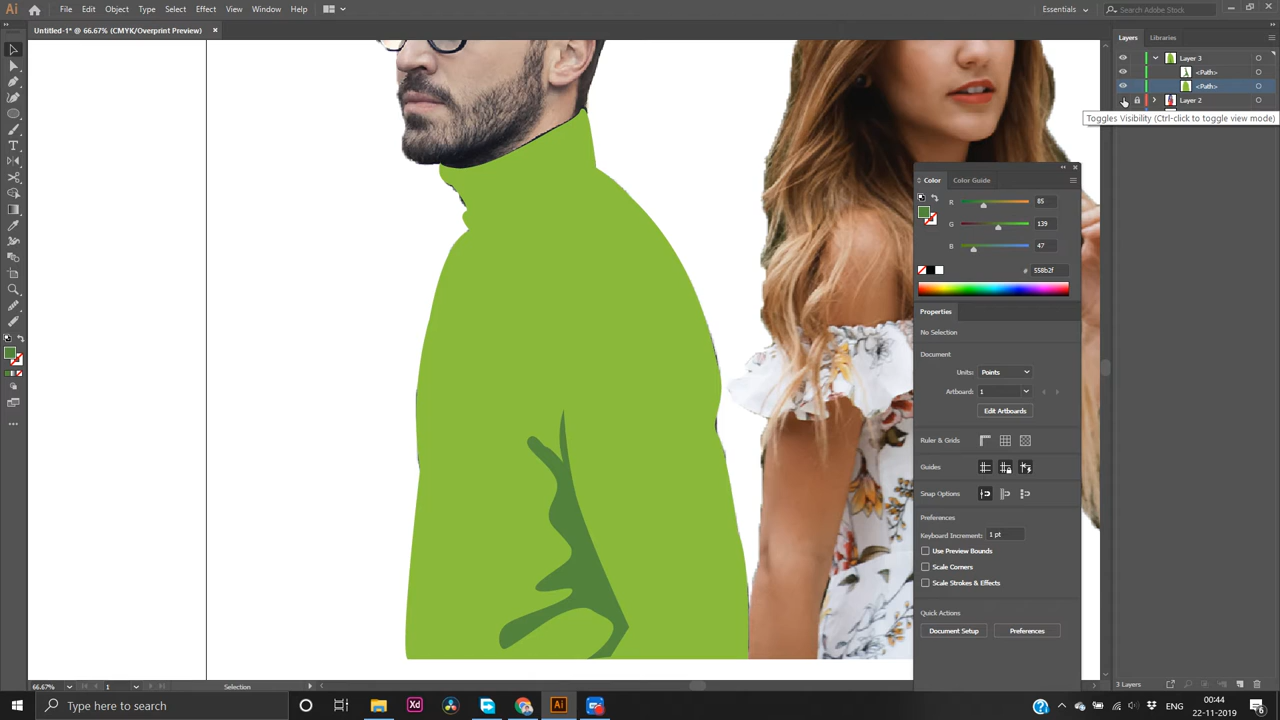 Ai
File Edit Object Type Select Effect View Window Help
Essentials
Search Adobe Stock
Untitled-1* @ 66.67% (CMYK/Overprint Preview) ×
Layers Libraries
Layer 3
<Path>
<Path>
Layer 2
Toggles Visibility (Ctrl-click to toggle view mode)
Color Color Guide
R 85
G 139
B 47
# 558b2f
Properties
No Selection
Document
Units: Points
Artboard: 1
Edit Artboards
Ruler & Grids
Guides
Snap Options
Preferences
Keyboard Increment: 1 pt
Use Preview Bounds
Scale Corners
Scale Strokes & Effects
Quick Actions
Document Setup Preferences
66.67% 1 Selection
3 Layers
Type here to search
Xd
Ai
00:44
22-11-2019